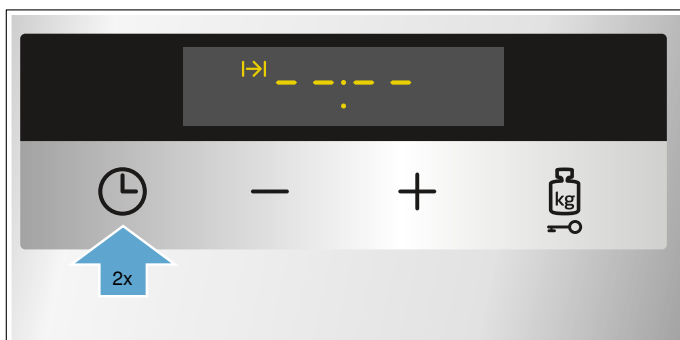 – –:– –
kg
2x